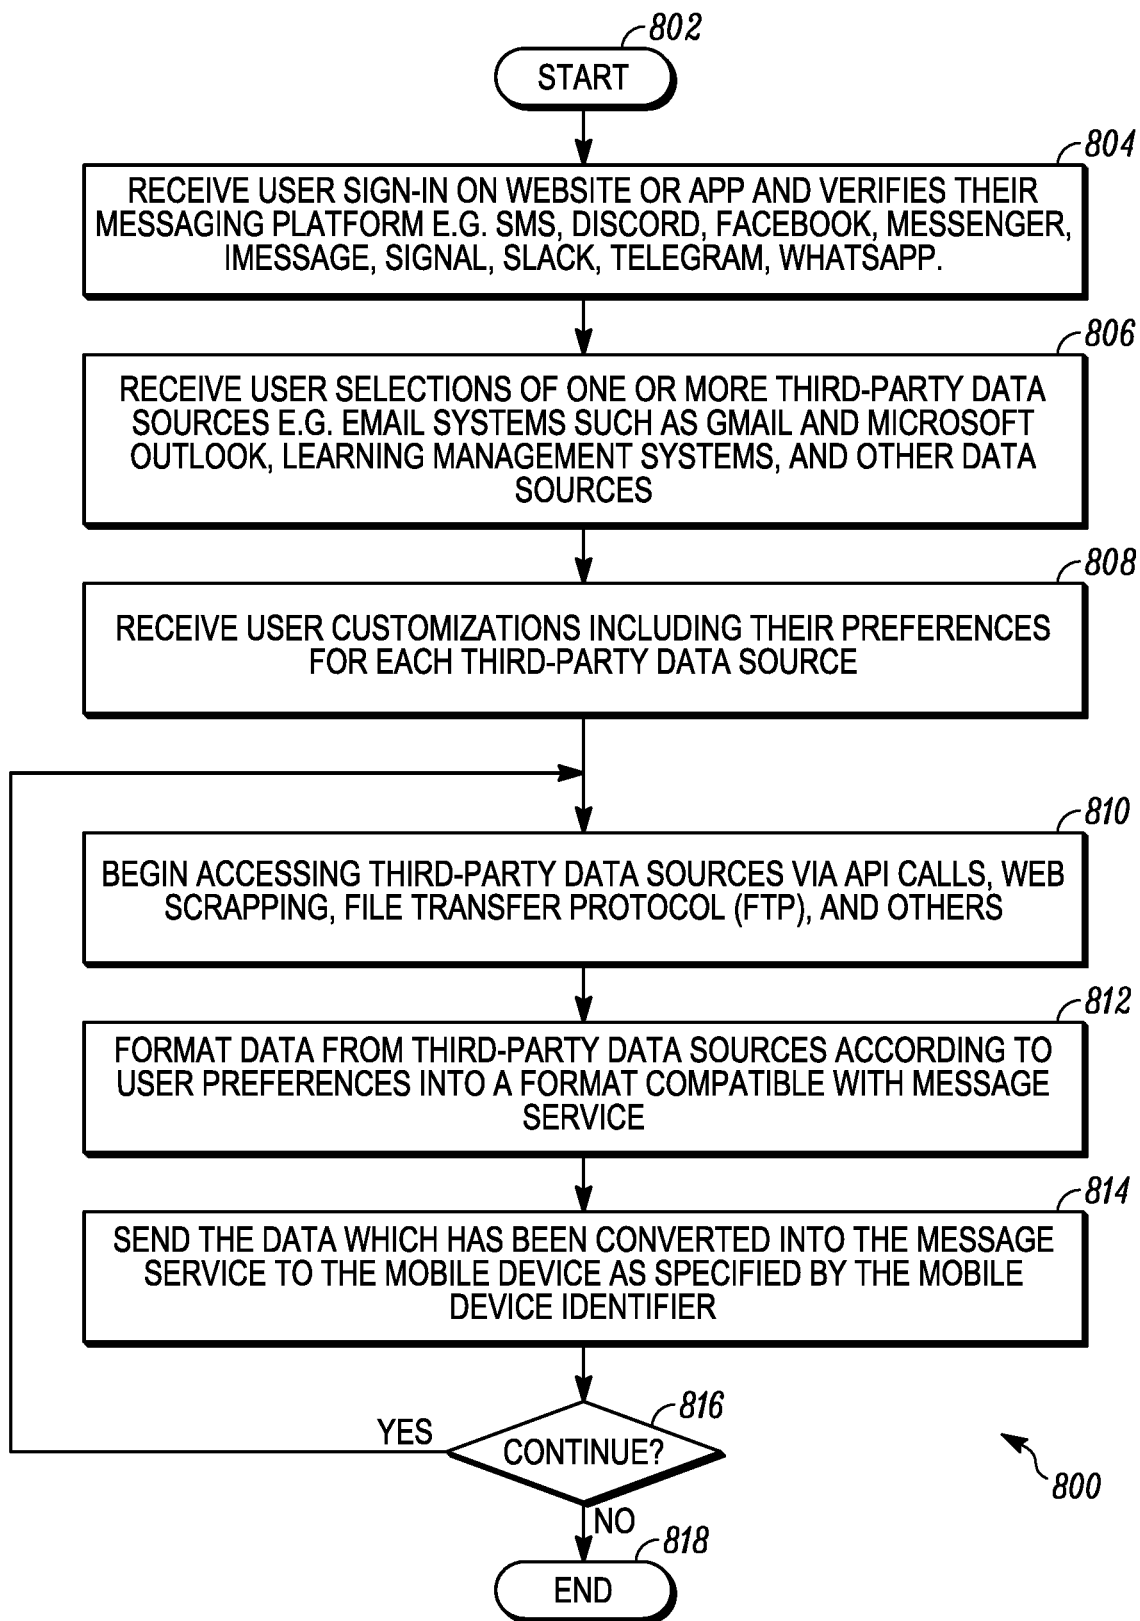 802
START
804
RECEIVE USER SIGN-IN ON WEBSITE OR APP AND VERIFIES THEIR
MESSAGING PLATFORM E.G. SMS, DISCORD, FACEBOOK, MESSENGER,
IMESSAGE, SIGNAL, SLACK, TELEGRAM, WHATSAPP.
806
RECEIVE USER SELECTIONS OF ONE OR MORE THIRD-PARTY DATA
SOURCES E.G. EMAIL SYSTEMS SUCH AS GMAIL AND MICROSOFT
OUTLOOK, LEARNING MANAGEMENT SYSTEMS, AND OTHER DATA
SOURCES
808
RECEIVE USER CUSTOMIZATIONS INCLUDING THEIR PREFERENCES
FOR EACH THIRD-PARTY DATA SOURCE
810
BEGIN ACCESSING THIRD-PARTY DATA SOURCES VIA API CALLS, WEB
SCRAPPING, FILE TRANSFER PROTOCOL (FTP), AND OTHERS
812
FORMAT DATA FROM THIRD-PARTY DATA SOURCES ACCORDING TO
USER PREFERENCES INTO A FORMAT COMPATIBLE WITH MESSAGE
SERVICE
814
SEND THE DATA WHICH HAS BEEN CONVERTED INTO THE MESSAGE
SERVICE TO THE MOBILE DEVICE AS SPECIFIED BY THE MOBILE
DEVICE IDENTIFIER
816
YES
CONTINUE?
800
NO
818
END